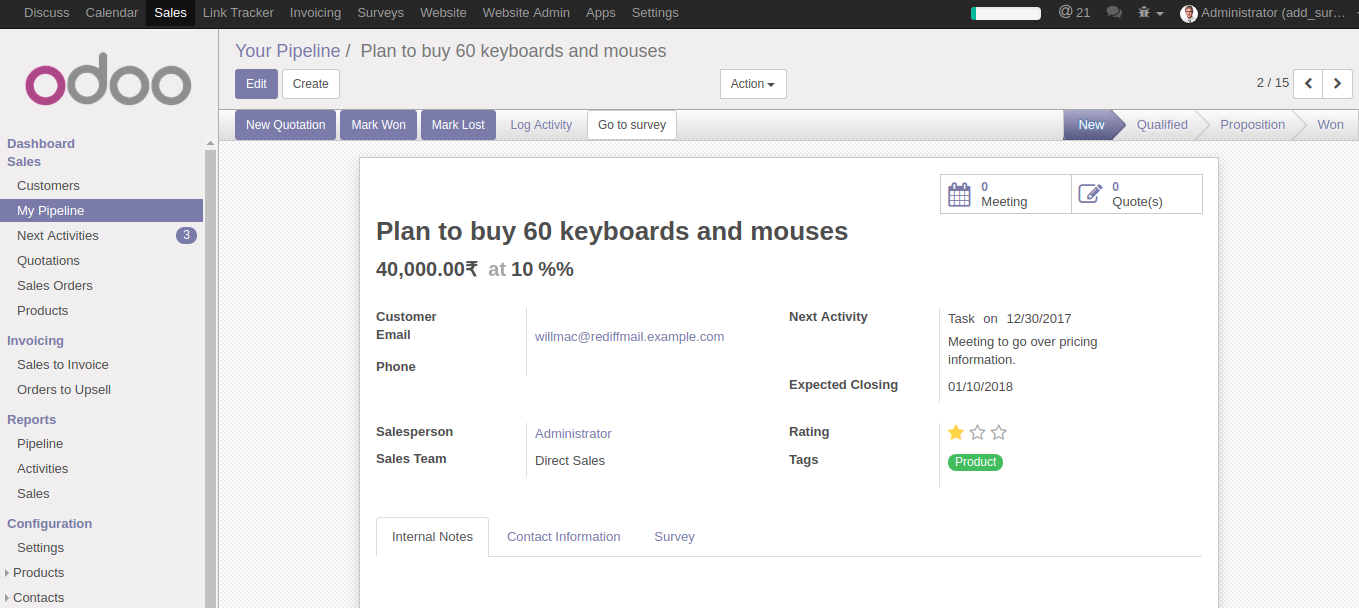 Discuss Calendar Sales Link Tracker Invoicing Surveys Website Website Admin Apps Settings @ 21 Administrator (add_sur…
odoo
Your Pipeline / Plan to buy 60 keyboards and mouses
Edit Create Action 2 / 15
New Quotation Mark Won Mark Lost Log Activity Go to survey New Qualified Proposition Won
Dashboard
Sales
Customers
My Pipeline
Next Activities 3
Quotations
Sales Orders
Products
Invoicing
Sales to Invoice
Orders to Upsell
Reports
Pipeline
Activities
Sales
Configuration
Settings
Products
Contacts
0
Meeting
0
Quote(s)
Plan to buy 60 keyboards and mouses
40,000.00₹ at 10 %%
Customer
Email willmac@rediffmail.example.com
Phone
Next Activity Task on 12/30/2017
Meeting to go over pricing
information.
Expected Closing 01/10/2018
Salesperson Administrator
Sales Team Direct Sales
Rating
Tags Product
Internal Notes Contact Information Survey